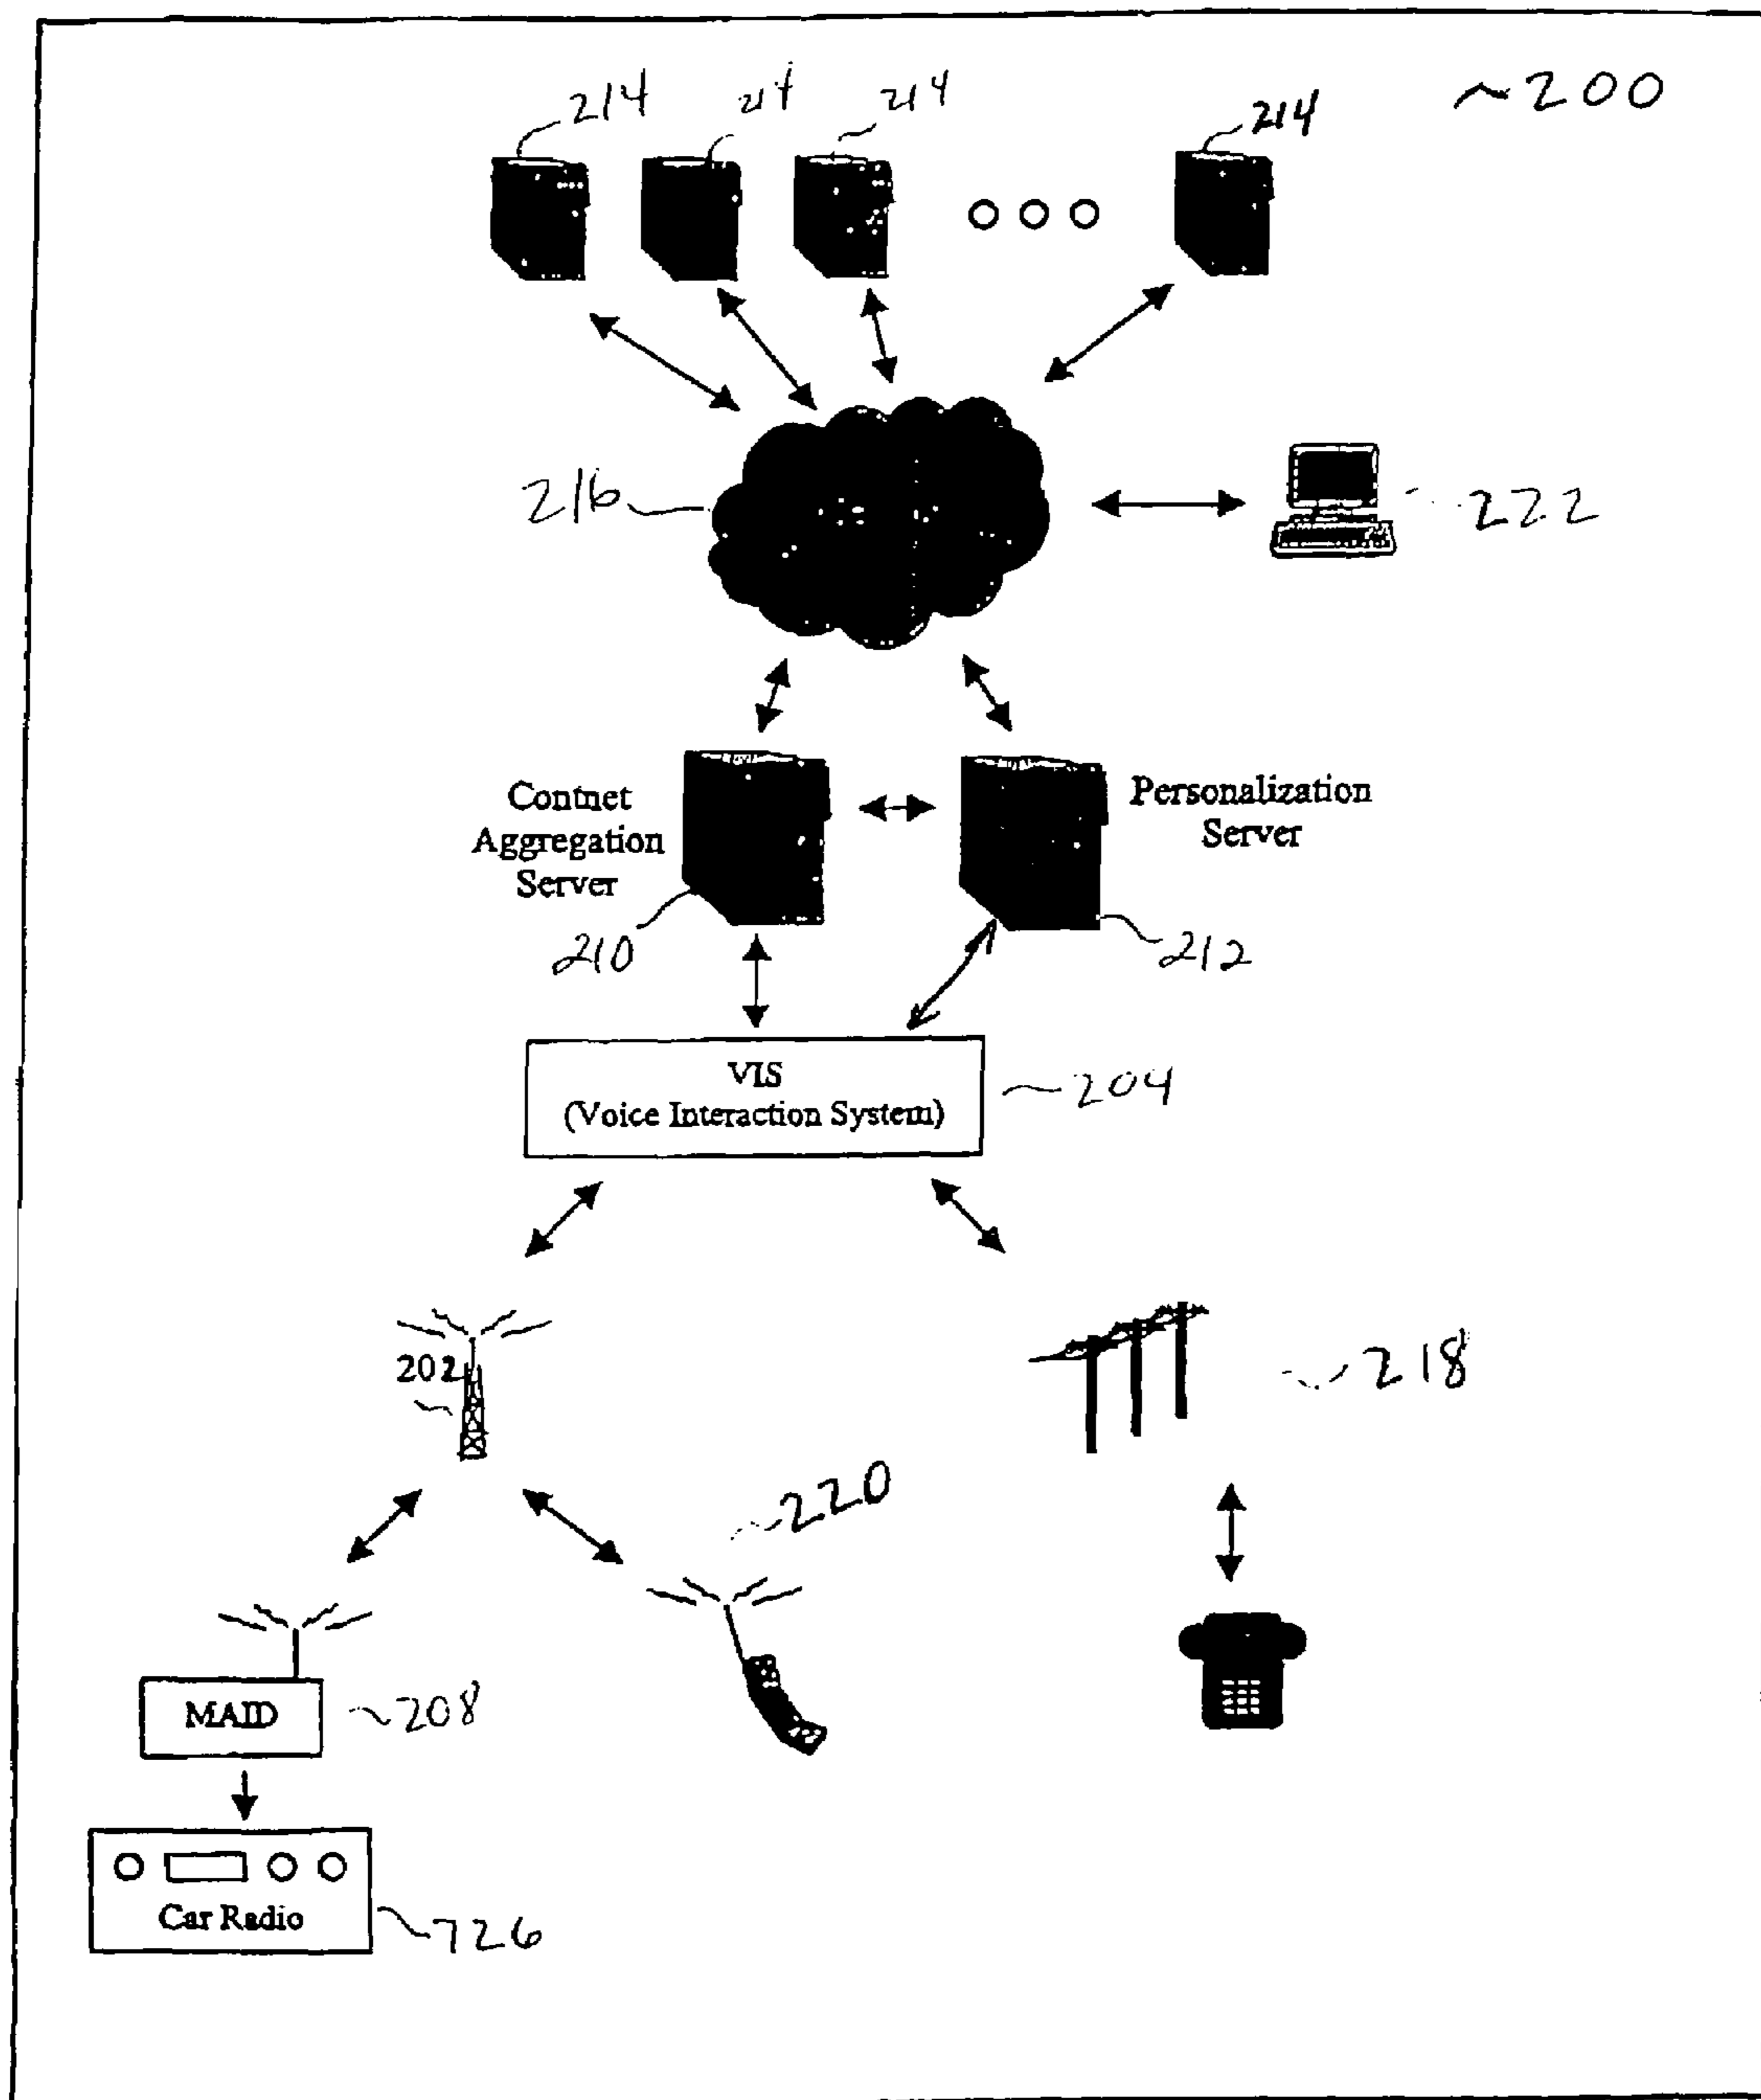 ~200
214
214
214
214
216
222
Contnet
Aggregation
Server
Personalization
Server
210
212
VIS
(Voice Interaction System)
204
202
218
220
MAID
208
Car Radio
726